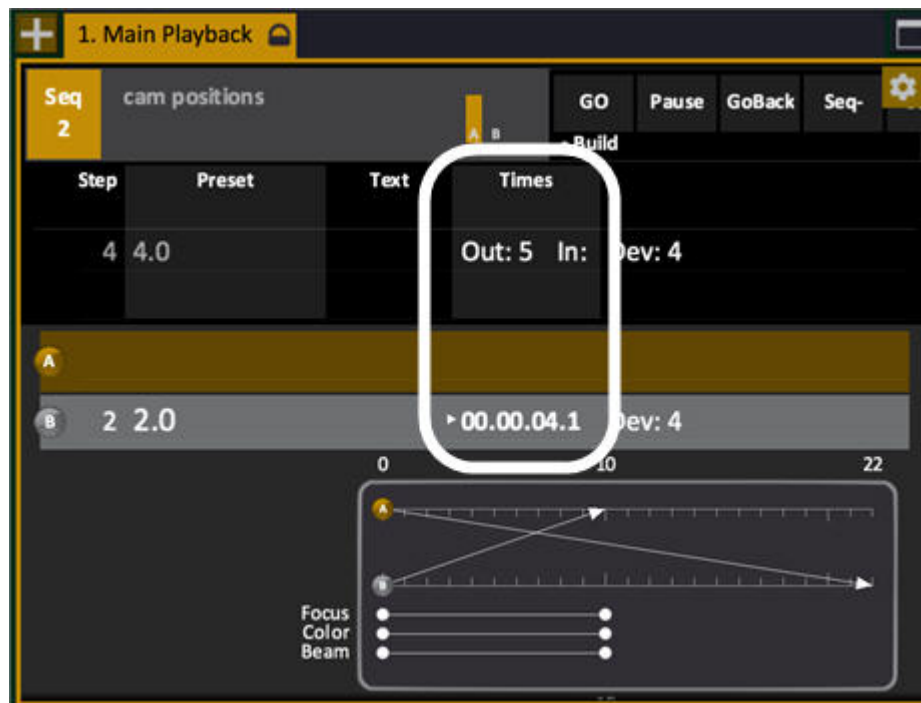 1. Main Playback
Seq 2 cam positions
A B
GO Pause GoBack Seq-
Build
Step Preset Text Times
4 4.0 Out: 5 In: Dev: 4
A
B 2 2.0 00.00.04.1 Dev: 4
0 10 22
A
B
Focus
Color
Beam